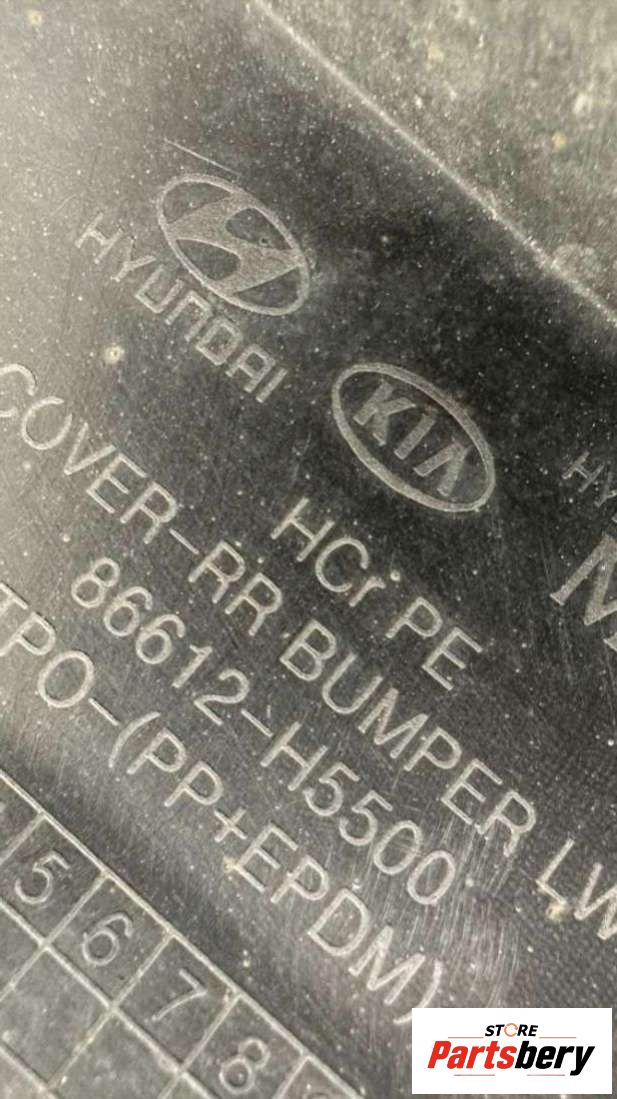 HYUNDAI
KIA
HY
HCr PE
COVER-RR BUMPER LW
86612-H5500
TPO-(PP+EPDM)
5 6 7 8
STORE
Partsbery